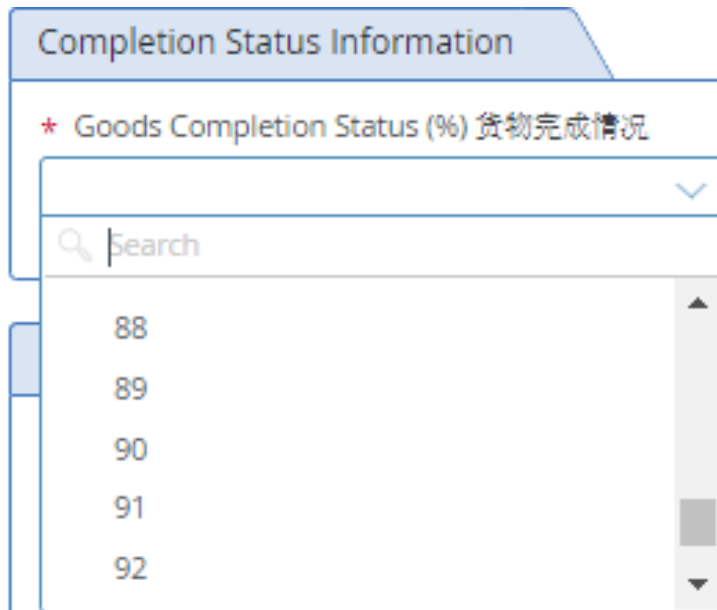 Completion Status Information
* Goods Completion Status (%) 货物完成情况
Search
88
89
90
91
92